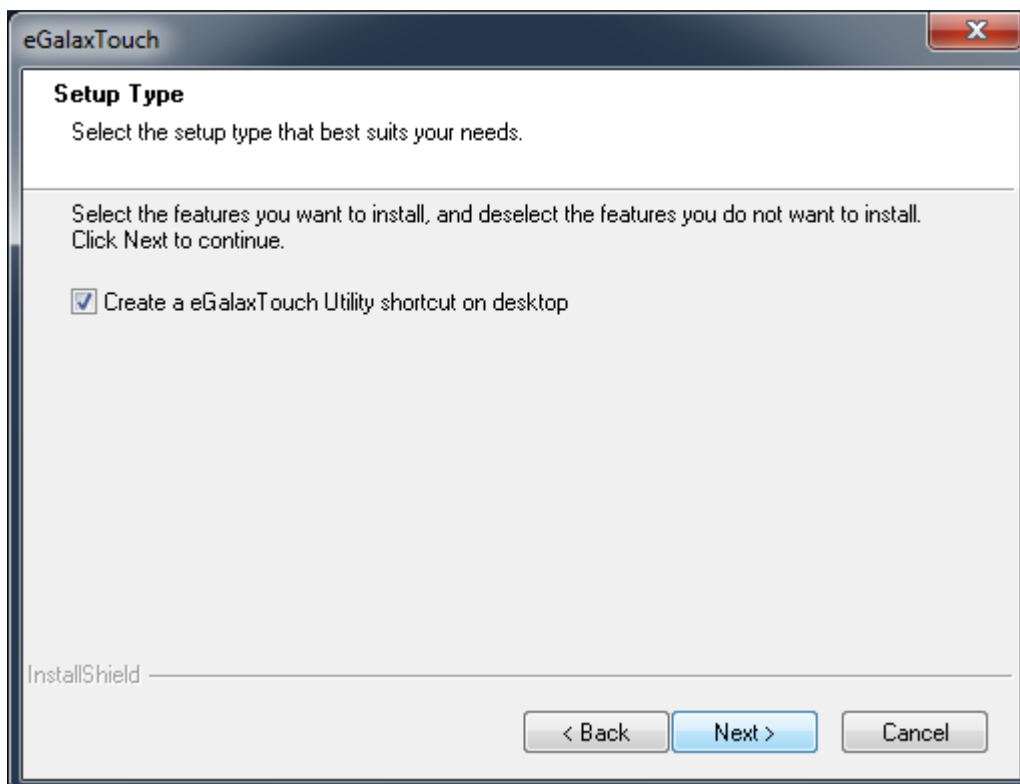 eGalaxTouch
Setup Type
Select the setup type that best suits your needs.
Select the features you want to install, and deselect the features you do not want to install.
Click Next to continue.
Create a eGalaxTouch Utility shortcut on desktop
InstallShield
< Back
Next >
Cancel